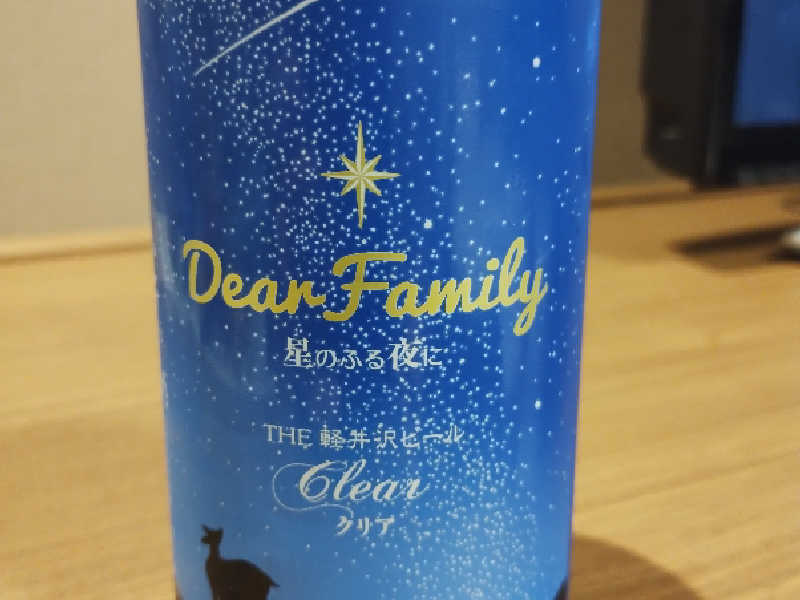 Dear Family
星のふる夜に
THE 軽井沢ビール
Clear
クリア